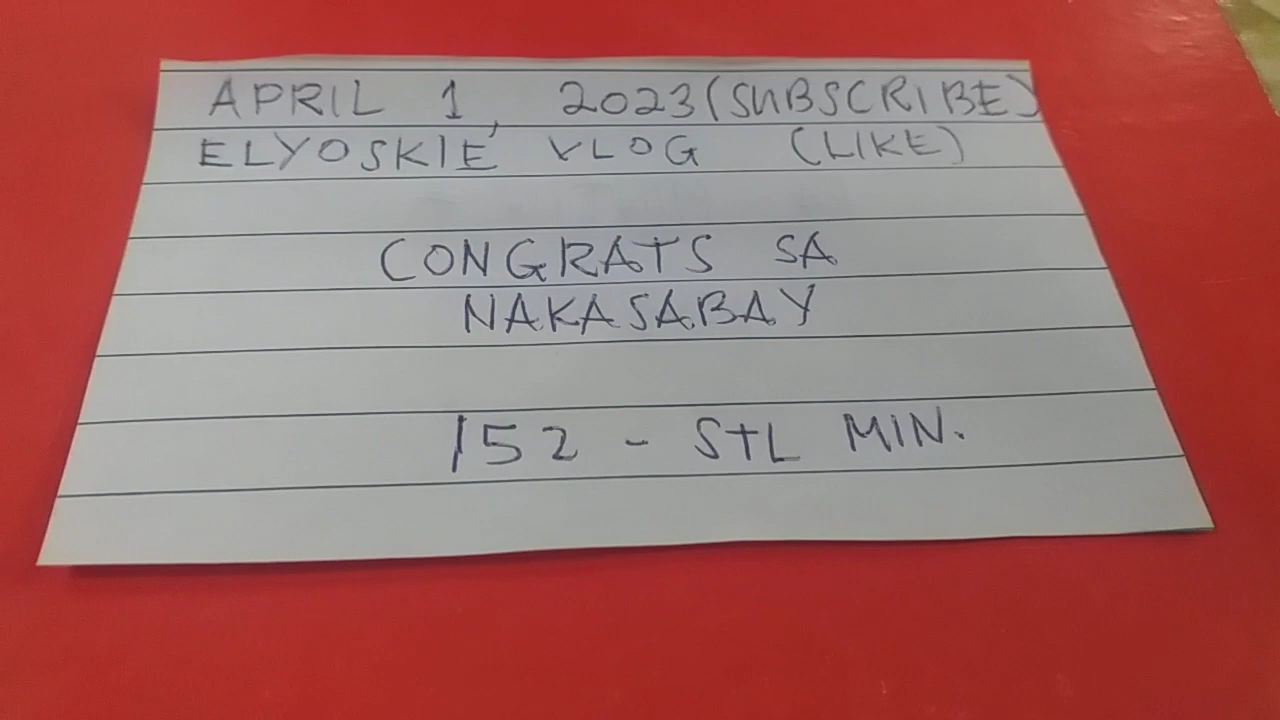 APRIL 1, 2023 (SUBSCRIBE)
ELYOSKIE VLOG (LIKE)
CONGRATS SA
NAKASABAY
152 - STL MIN.